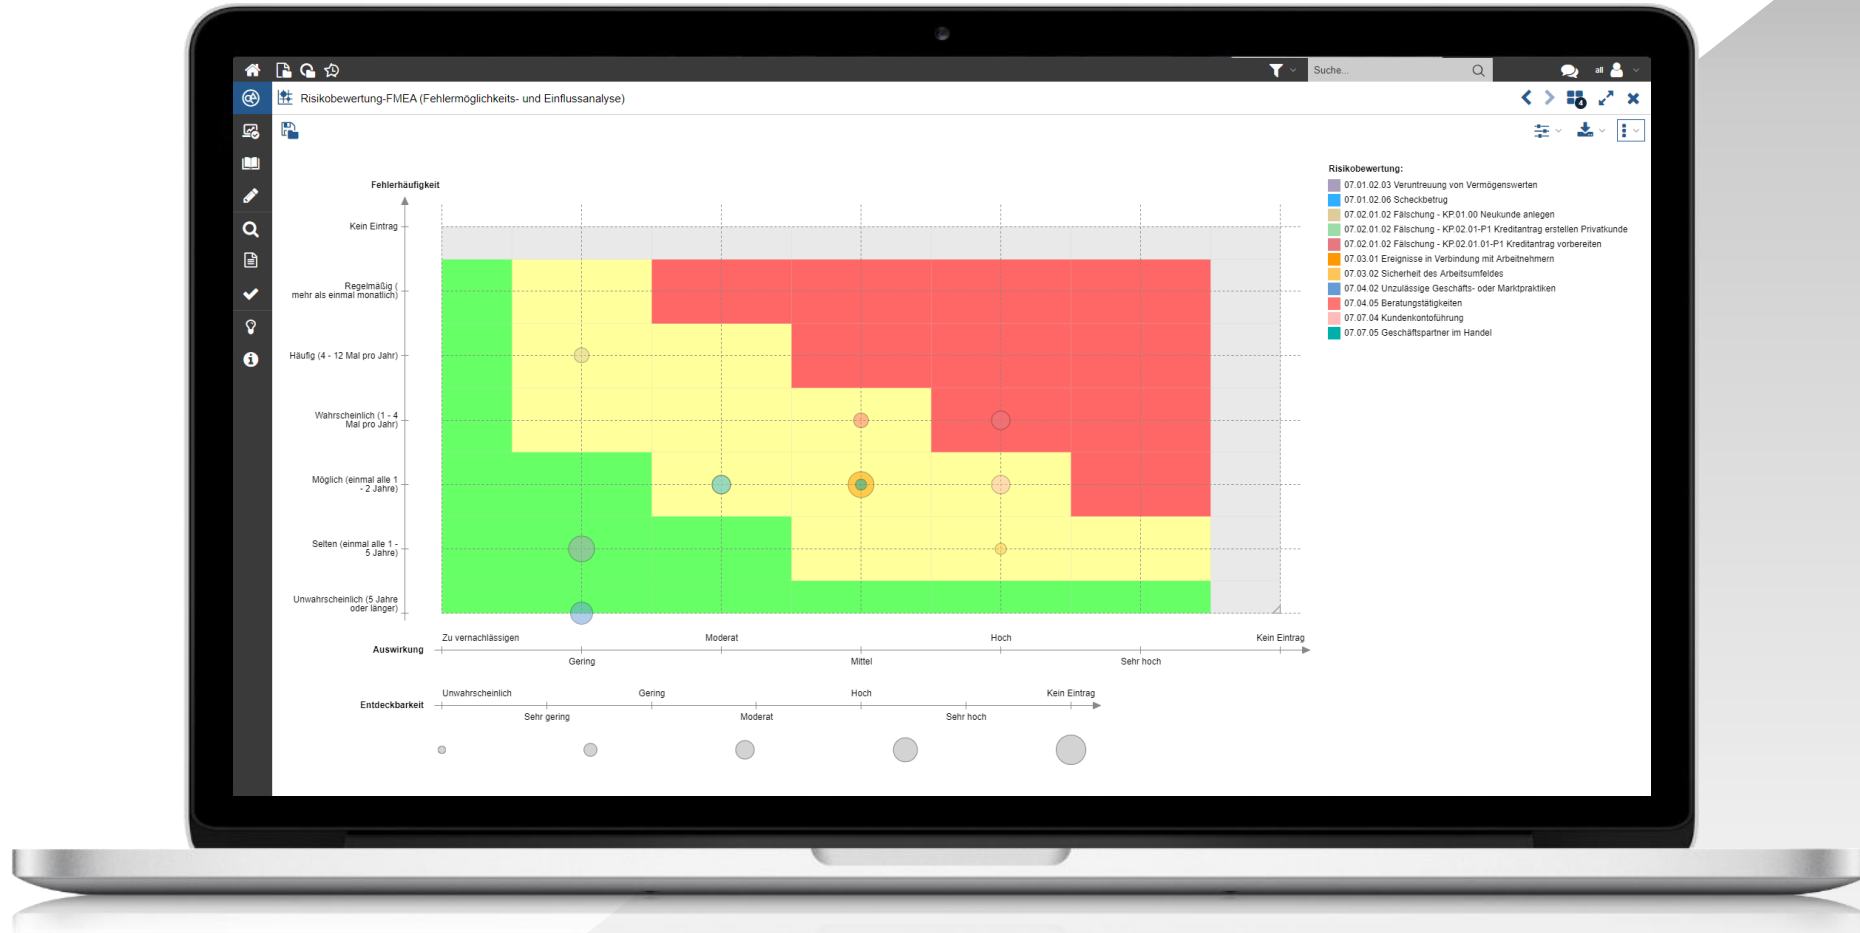 Suche...
all
Risikobewertung-FMEA (Fehlermöglichkeits- und Einflussanalyse)
4
Fehlerhäufigkeit
Kein Eintrag
Regelmäßig (
mehr als einmal monatlich)
Häufig (4 - 12 Mal pro Jahr)
Wahrscheinlich (1 - 4
Mal pro Jahr)
Möglich (einmal alle 1
- 2 Jahre)
Selten (einmal alle 1 -
5 Jahre)
Unwahrscheinlich (5 Jahre
oder länger)
Risikobewertung:
07.01.02.03 Veruntreuung von Vermögenswerten
07.01.02.06 Scheckbetrug
07.02.01.02 Fälschung - KP.01.00 Neukunde anlegen
07.02.01.02 Fälschung - KP.02.01-P1 Kreditantrag erstellen Privatkunde
07.02.01.02 Fälschung - KP.02.01.01-P1 Kreditantrag vorbereiten
07.03.01 Ereignisse in Verbindung mit Arbeitnehmern
07.03.02 Sicherheit des Arbeitsumfeldes
07.04.02 Unzulässige Geschäfts- oder Marktpraktiken
07.04.05 Beratungstätigkeiten
07.07.04 Kundenkontoführung
07.07.05 Geschäftspartner im Handel
Zu vernachlässigen
Moderat
Hoch
Kein Eintrag
Auswirkung
Gering
Mittel
Sehr hoch
Unwahrscheinlich
Gering
Hoch
Kein Eintrag
Entdeckbarkeit
Sehr gering
Moderat
Sehr hoch